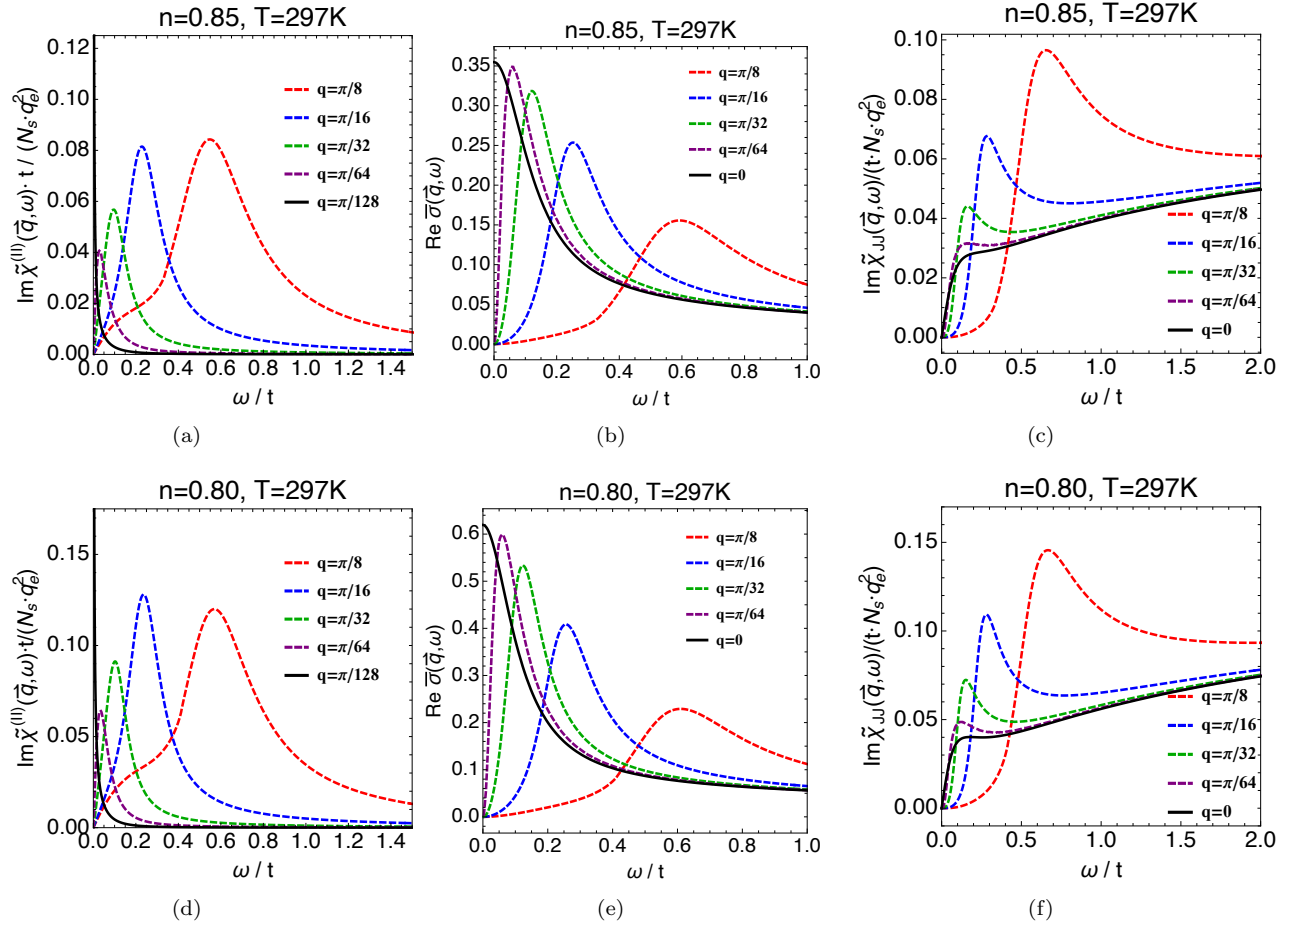 n=0.85, T=297K
Im χ̃^(II)(q⃗,ω)· t / (N_s·q_e^2)
0.12
0.10
0.08
0.06
0.04
0.02
0.00
q=π/8
q=π/16
q=π/32
q=π/64
q=π/128
0.0 0.2 0.4 0.6 0.8 1.0 1.2 1.4
ω / t
(a)
n=0.85, T=297K
Re σ̅(q⃗,ω)
0.35
0.30
0.25
0.20
0.15
0.10
0.05
0.00
q=π/8
q=π/16
q=π/32
q=π/64
q=0
0.0 0.2 0.4 0.6 0.8 1.0
ω / t
(b)
n=0.85, T=297K
Im χ̃_JJ(q⃗,ω)/(t·N_s·q_e^2)
0.10
0.08
0.06
0.04
0.02
0.00
q=π/8
q=π/16
q=π/32
q=π/64
q=0
0.0 0.5 1.0 1.5 2.0
ω / t
(c)
n=0.80, T=297K
Im χ̃^(II)(q⃗,ω)·t/(N_s·q_e^2)
0.15
0.10
0.05
0.00
q=π/8
q=π/16
q=π/32
q=π/64
q=π/128
0.0 0.2 0.4 0.6 0.8 1.0 1.2 1.4
ω / t
(d)
n=0.80, T=297K
Re σ̅(q⃗,ω)
0.6
0.5
0.4
0.3
0.2
0.1
0.0
q=π/8
q=π/16
q=π/32
q=π/64
q=0
0.0 0.2 0.4 0.6 0.8 1.0
ω / t
(e)
n=0.80, T=297K
Im χ̃_JJ(q⃗,ω)/(t·N_s·q_e^2)
0.15
0.10
0.05
0.00
q=π/8
q=π/16
q=π/32
q=π/64
q=0
0.0 0.5 1.0 1.5 2.0
ω / t
(f)